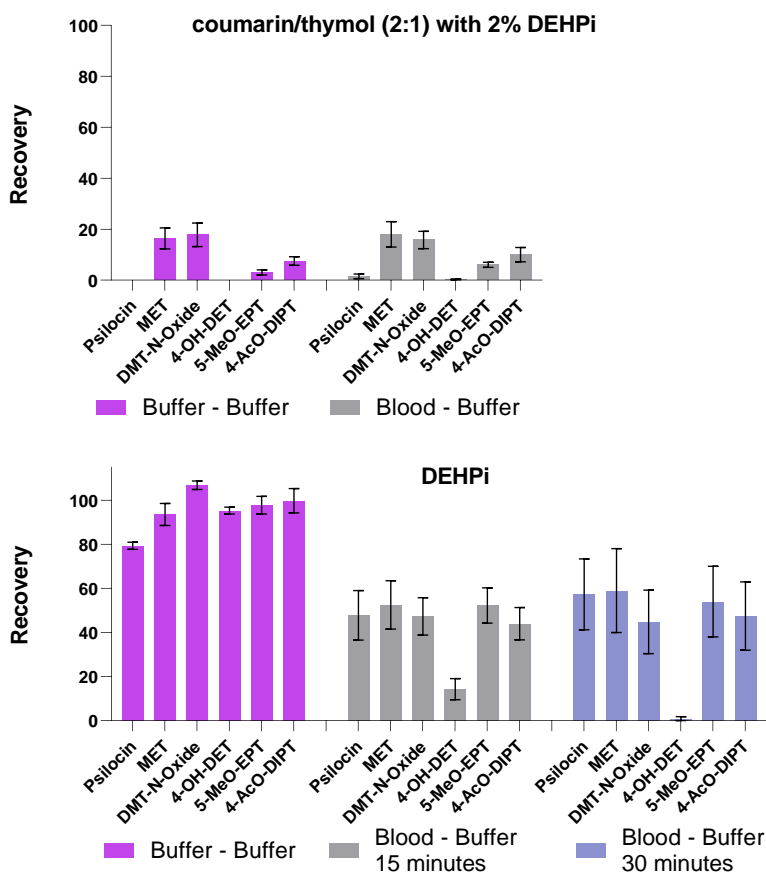 coumarin/thymol (2:1) with 2% DEHPi
Recovery
100
80
60
40
20
0
Psilocin
MET
DMT-N-Oxide
4-OH-DET
5-MeO-EPT
4-AcO-DIPT
Psilocin
MET
DMT-N-Oxide
4-OH-DET
5-MeO-EPT
4-AcO-DIPT
Buffer - Buffer
Blood - Buffer
DEHPi
Recovery
100
80
60
40
20
0
Psilocin
MET
DMT-N-Oxide
4-OH-DET
5-MeO-EPT
4-AcO-DIPT
Psilocin
MET
DMT-N-Oxide
4-OH-DET
5-MeO-EPT
4-AcO-DIPT
Psilocin
MET
DMT-N-Oxide
4-OH-DET
5-MeO-EPT
4-AcO-DIPT
Buffer - Buffer
Blood - Buffer
15 minutes
Blood - Buffer
30 minutes